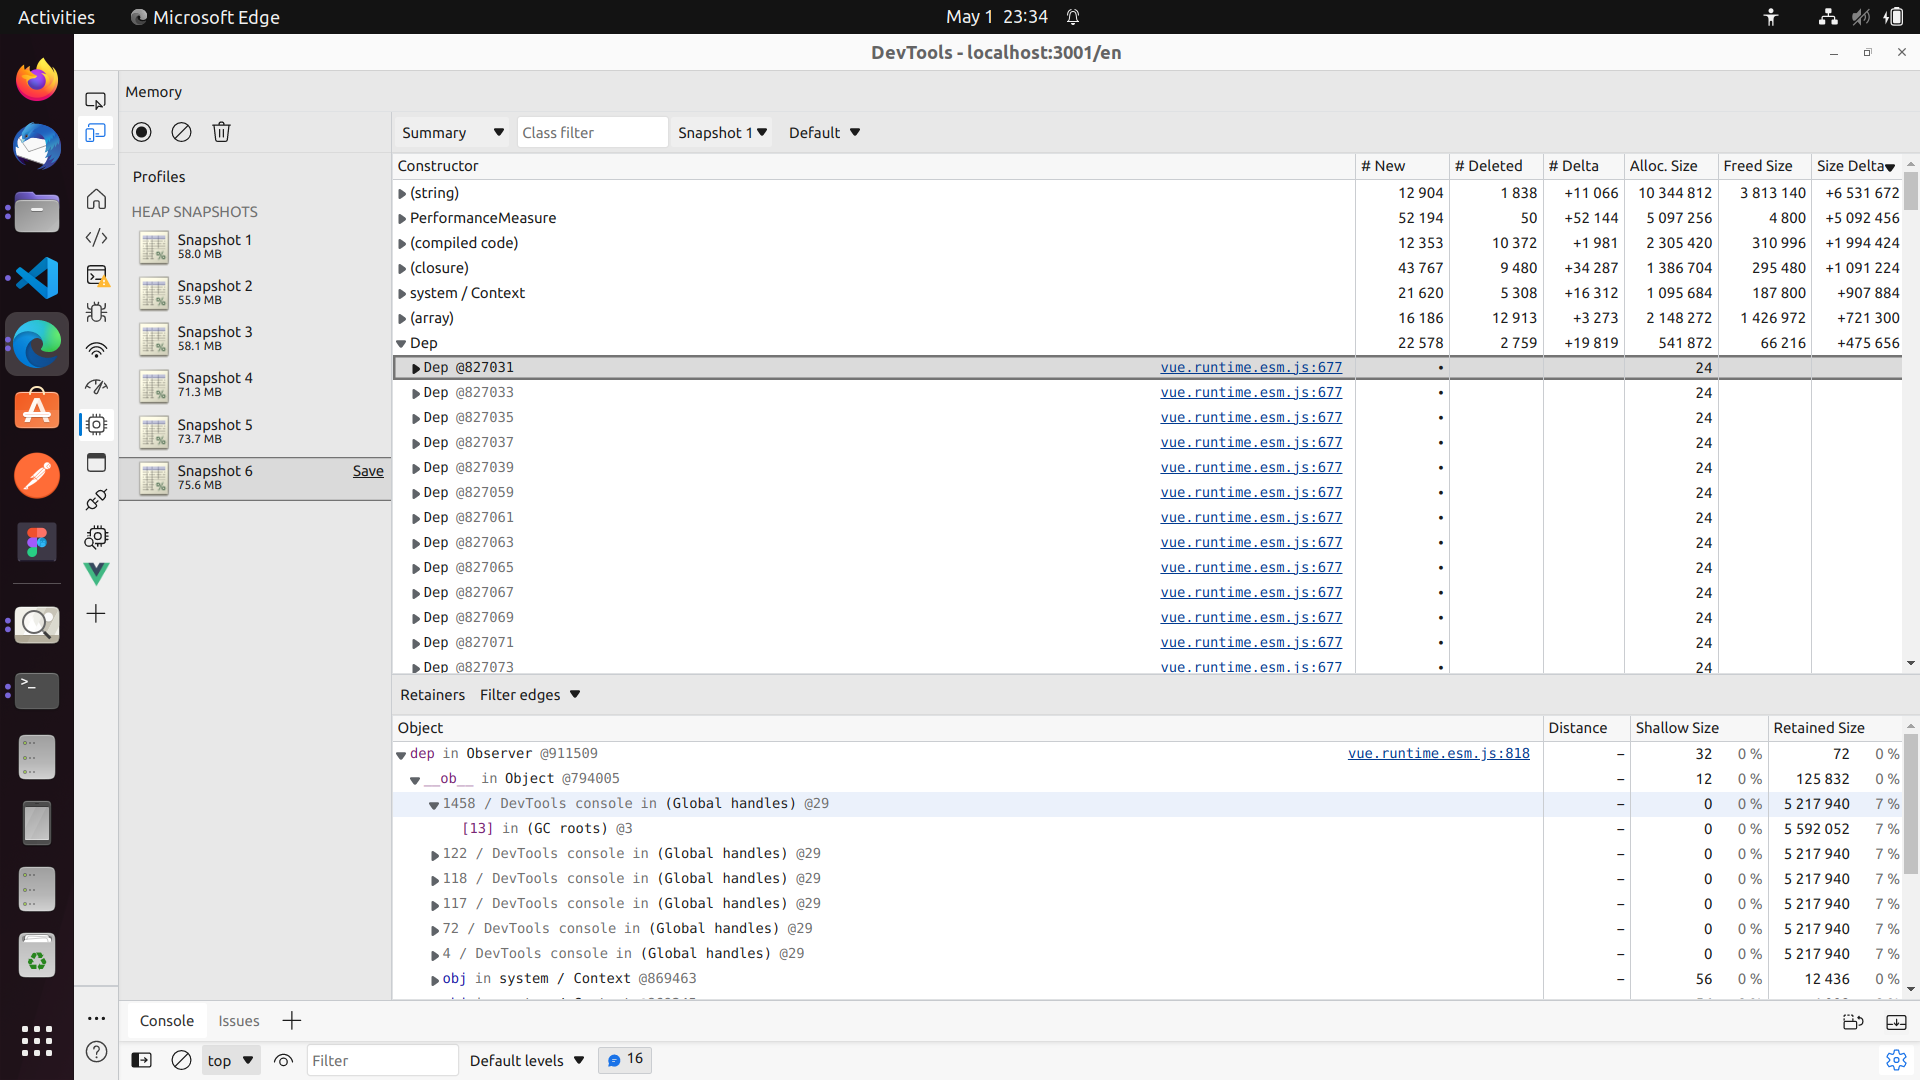 Activities Microsoft Edge May 1 23:34
DevTools - localhost:3001/en
Memory
Summary Class filter Snapshot 1 Default
Profiles
HEAP SNAPSHOTS
Snapshot 1
58.0 MB
Snapshot 2
55.9 MB
Snapshot 3
58.1 MB
Snapshot 4
71.3 MB
Snapshot 5
73.7 MB
Snapshot 6 Save
75.6 MB
Constructor # New # Deleted # Delta Alloc. Size Freed Size Size Delta
(string) 12 904 1 838 +11 066 10 344 812 3 813 140 +6 531 672
PerformanceMeasure 52 194 50 +52 144 5 097 256 4 800 +5 092 456
(compiled code) 12 353 10 372 +1 981 2 305 420 310 996 +1 994 424
(closure) 43 767 9 480 +34 287 1 386 704 295 480 +1 091 224
system / Context 21 620 5 308 +16 312 1 095 684 187 800 +907 884
(array) 16 186 12 913 +3 273 2 148 272 1 426 972 +721 300
Dep 22 578 2 759 +19 819 541 872 66 216 +475 656
Dep @827031 vue.runtime.esm.js:677 • 24
Dep @827033 vue.runtime.esm.js:677 • 24
Dep @827035 vue.runtime.esm.js:677 • 24
Dep @827037 vue.runtime.esm.js:677 • 24
Dep @827039 vue.runtime.esm.js:677 • 24
Dep @827059 vue.runtime.esm.js:677 • 24
Dep @827061 vue.runtime.esm.js:677 • 24
Dep @827063 vue.runtime.esm.js:677 • 24
Dep @827065 vue.runtime.esm.js:677 • 24
Dep @827067 vue.runtime.esm.js:677 • 24
Dep @827069 vue.runtime.esm.js:677 • 24
Dep @827071 vue.runtime.esm.js:677 • 24
Dep @827073 vue.runtime.esm.js:677 • 24
Retainers Filter edges
Object Distance Shallow Size Retained Size
dep in Observer @911509 vue.runtime.esm.js:818 – 32 0 % 72 0 %
__ob__ in Object @794005 – 12 0 % 125 832 0 %
1458 / DevTools console in (Global handles) @29 – 0 0 % 5 217 940 7 %
[13] in (GC roots) @3 – 0 0 % 5 592 052 7 %
122 / DevTools console in (Global handles) @29 – 0 0 % 5 217 940 7 %
118 / DevTools console in (Global handles) @29 – 0 0 % 5 217 940 7 %
117 / DevTools console in (Global handles) @29 – 0 0 % 5 217 940 7 %
72 / DevTools console in (Global handles) @29 – 0 0 % 5 217 940 7 %
4 / DevTools console in (Global handles) @29 – 0 0 % 5 217 940 7 %
obj in system / Context @869463 – 56 0 % 12 436 0 %
Console Issues
top Filter Default levels 16